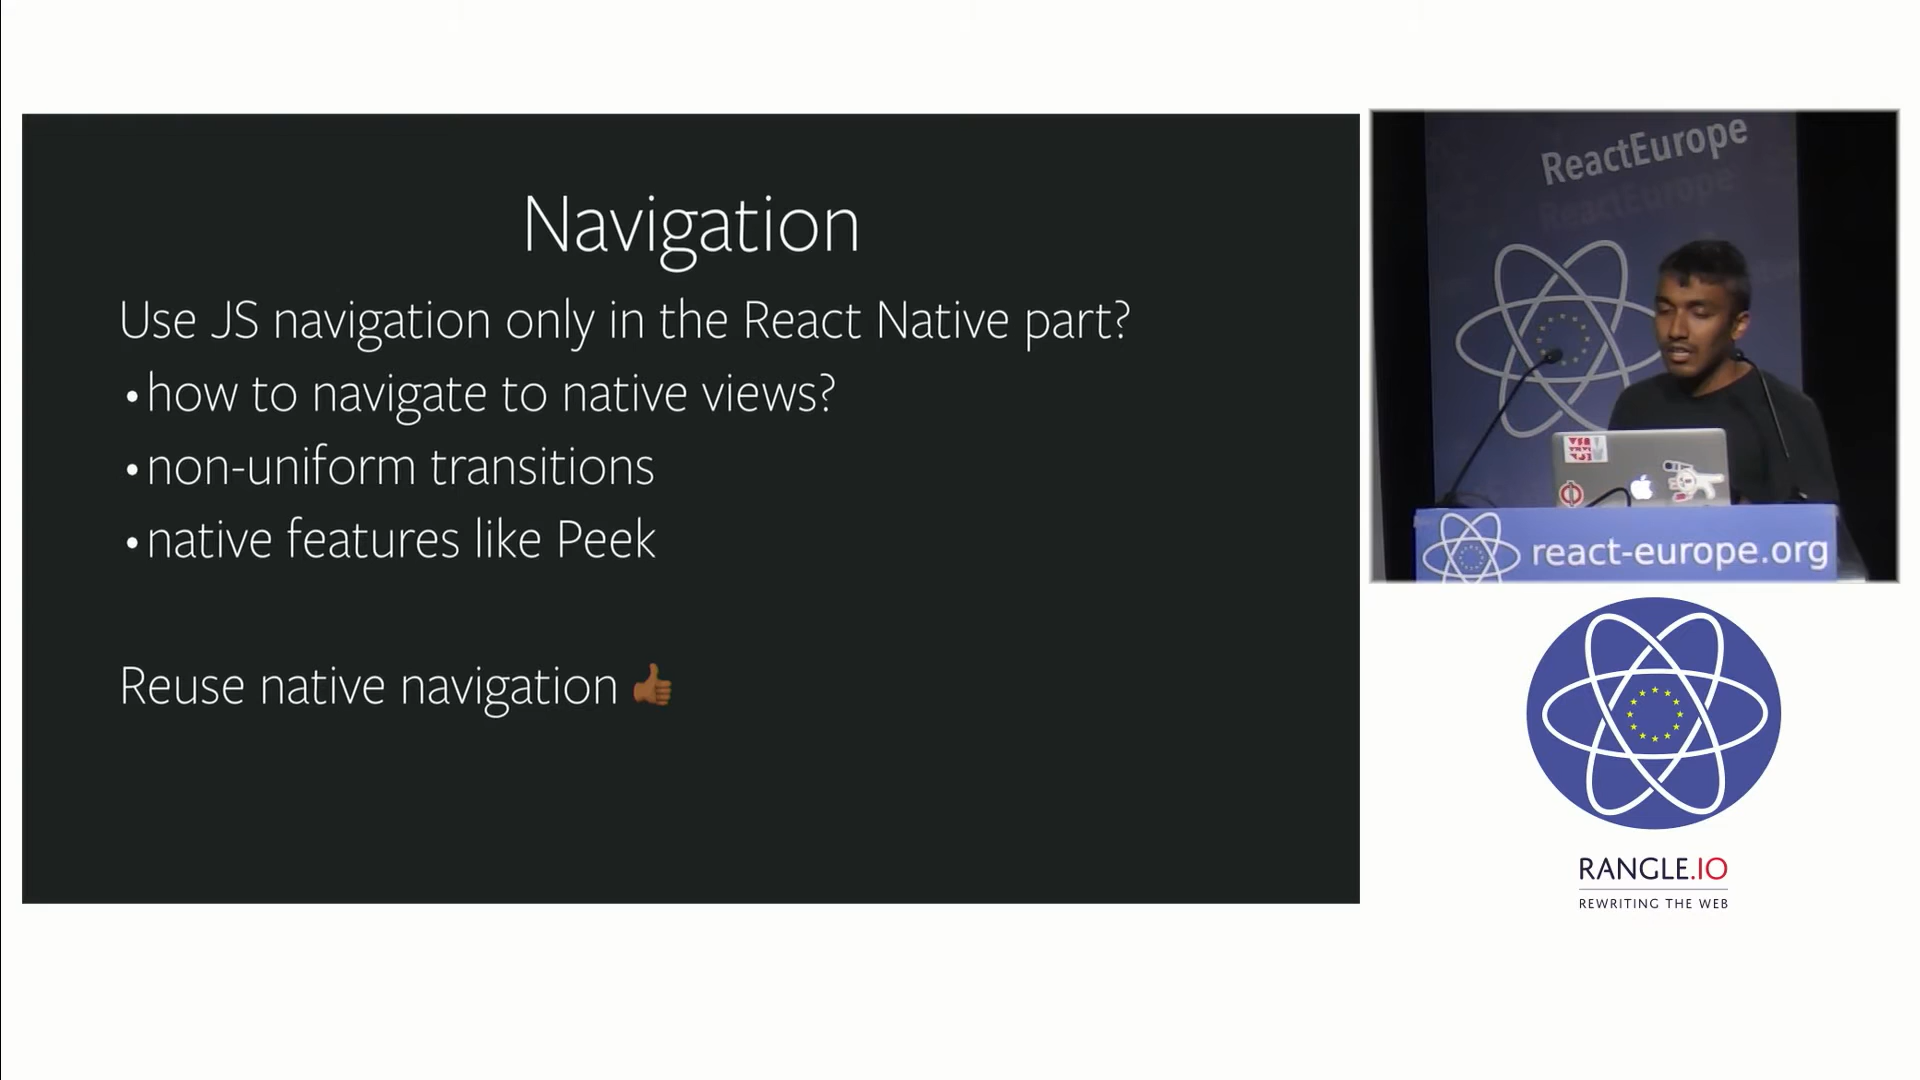 Navigation
Use JS navigation only in the React Native part?
•how to navigate to native views?
•non-uniform transitions
•native features like Peek
Reuse native navigation 👍🏾
ReactEurope
ReactEurope
react-europe.org
RANGLE.IO
REWRITING THE WEB